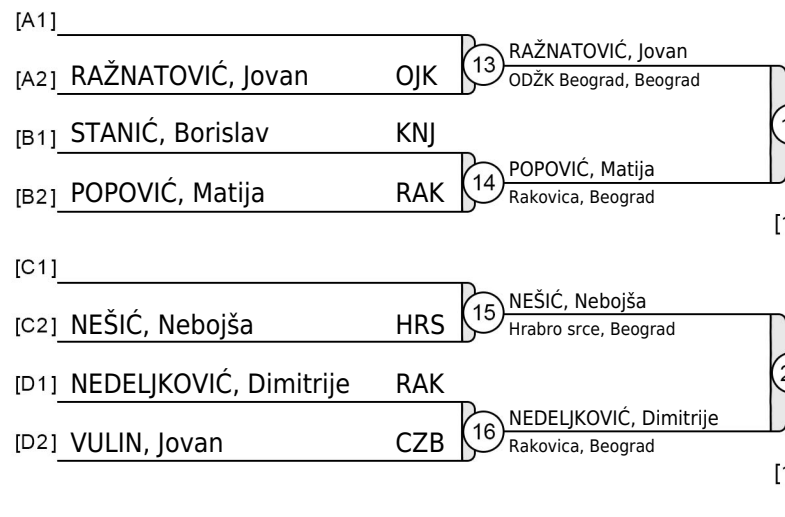 [A1]
[A2] RAŽNATOVIĆ, Jovan OJK
13
RAŽNATOVIĆ, Jovan
ODŽK Beograd, Beograd
[B1] STANIĆ, Borislav KNJ
[B2] POPOVIĆ, Matija RAK
14
POPOVIĆ, Matija
Rakovica, Beograd
[C1]
[C2] NEŠIĆ, Nebojša HRS
15
NEŠIĆ, Nebojša
Hrabro srce, Beograd
[D1] NEDELJKOVIĆ, Dimitrije RAK
[D2] VULIN, Jovan CZB
16
NEDELJKOVIĆ, Dimitrije
Rakovica, Beograd